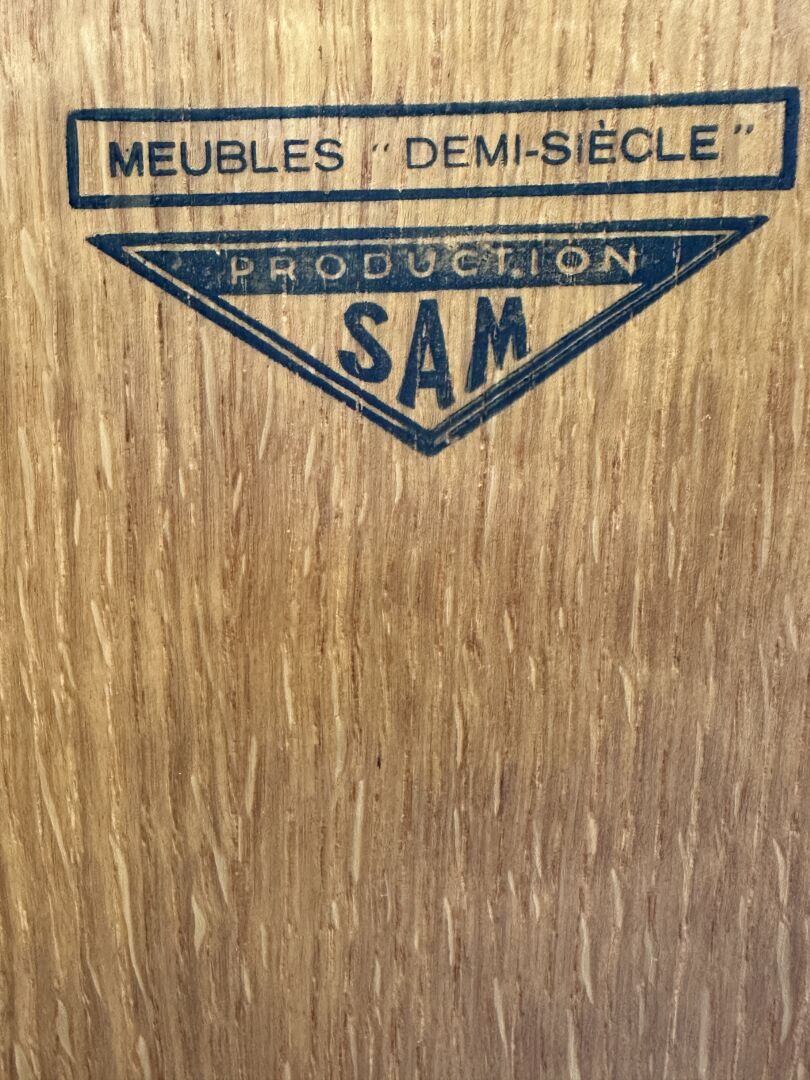 MEUBLES “ DEMI-SIÈCLE ”
PRODUCTION
SAM